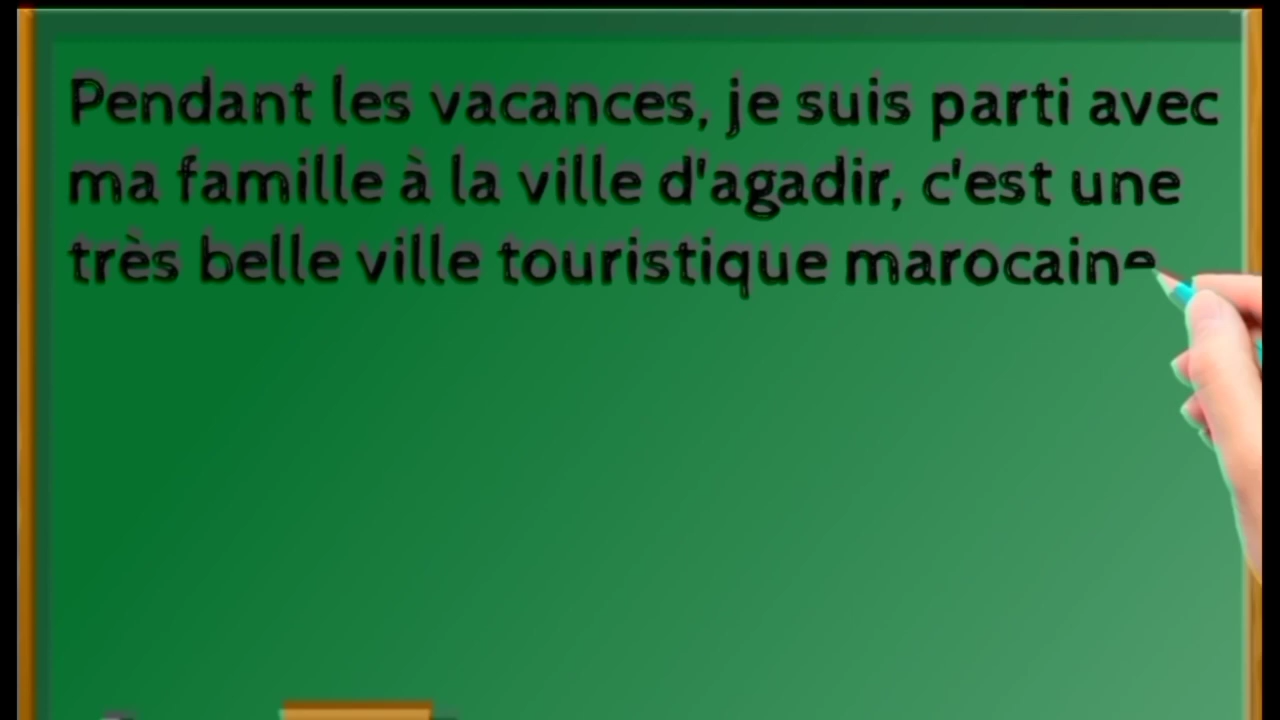 Pendant les vacances, je suis parti avec
ma famille à la ville d'agadir, c'est une
très belle ville touristique marocaine